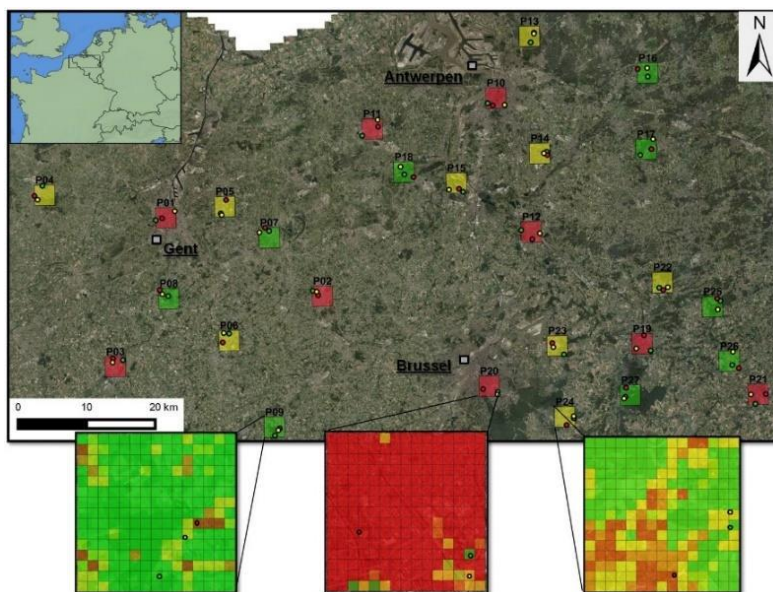 N
P13
Antwerpen
P16
P10
P11
P14
P17
P18
P15
P04
P05
P01
P07
P12
Gent
P22
P08
P02
P25
P06
P23
P19
P26
P03
Brussel
P20
P21
P27
P24
P09
0 10 20 km